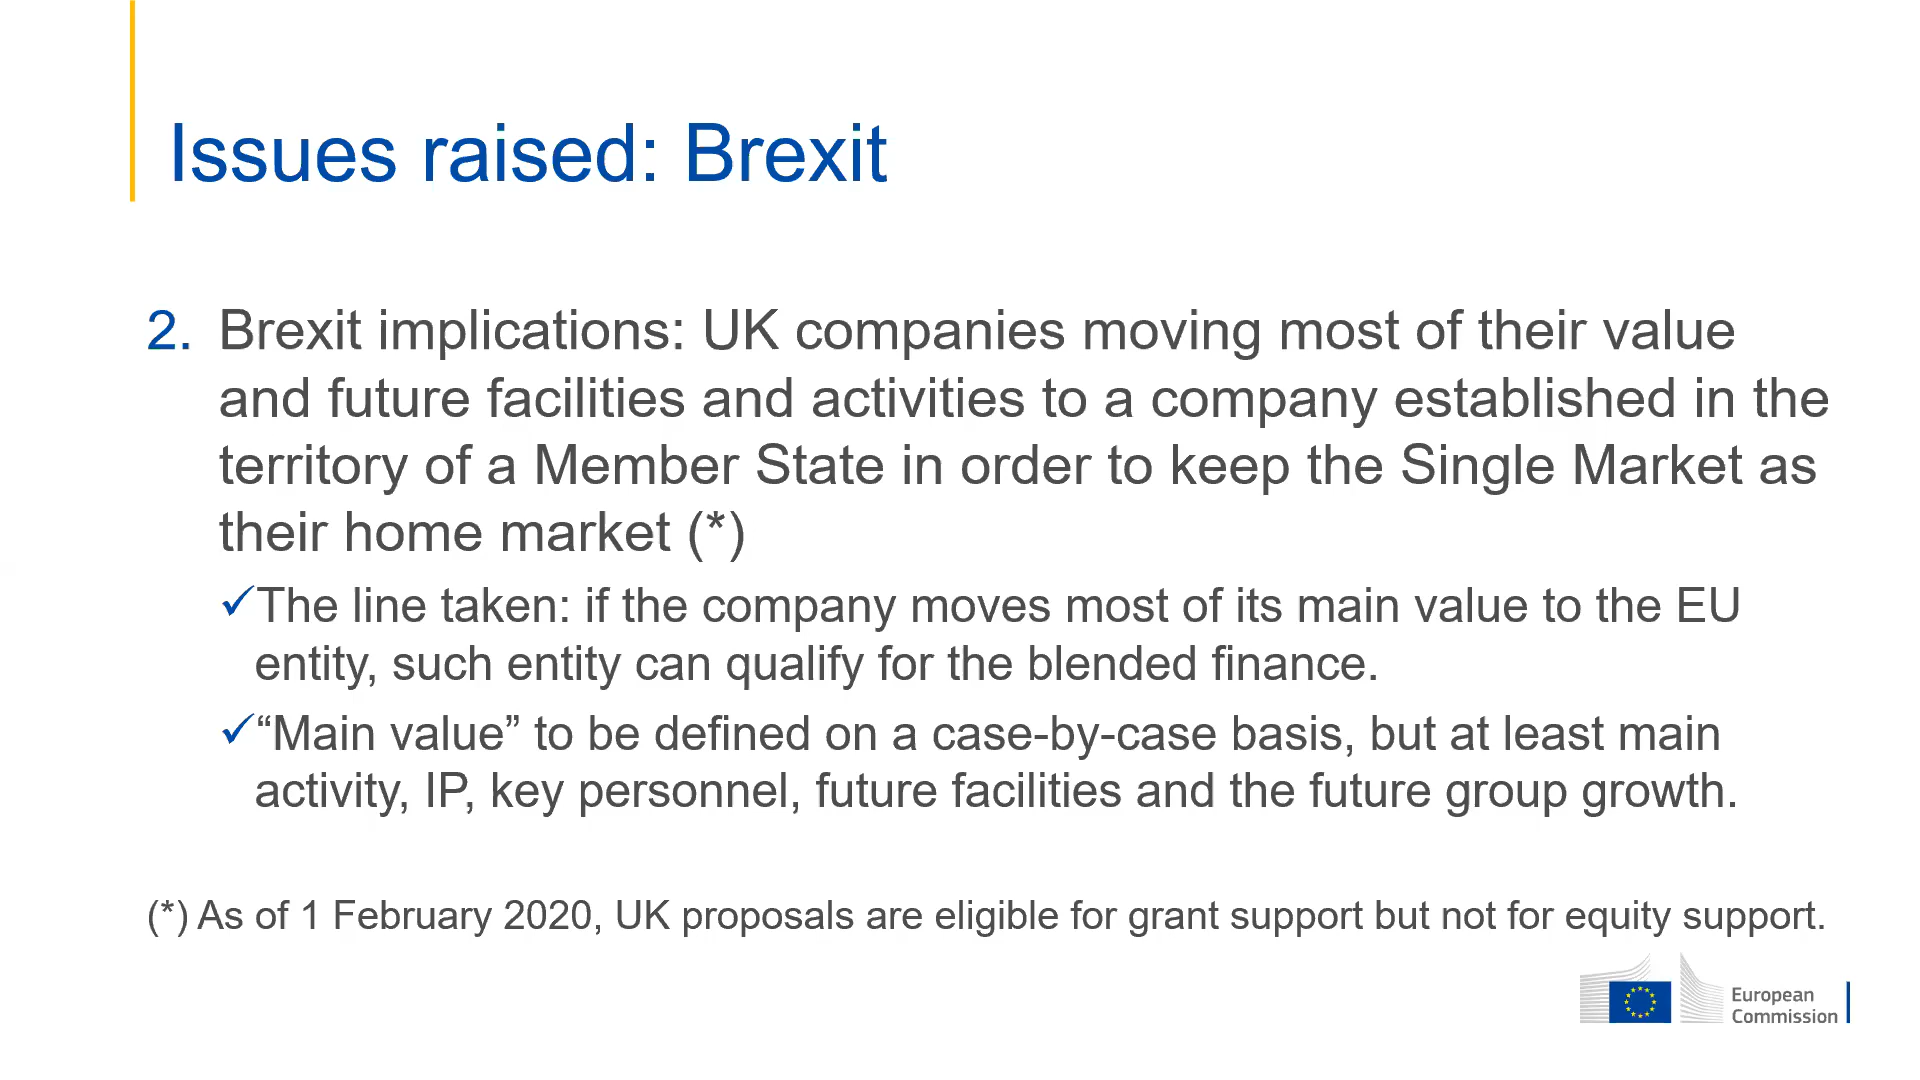 Issues raised: Brexit
2. Brexit implications: UK companies moving most of their value
and future facilities and activities to a company established in the
territory of a Member State in order to keep the Single Market as
their home market (*)
✓The line taken: if the company moves most of its main value to the EU
entity, such entity can qualify for the blended finance.
✓“Main value” to be defined on a case-by-case basis, but at least main
activity, IP, key personnel, future facilities and the future group growth.
(*) As of 1 February 2020, UK proposals are eligible for grant support but not for equity support.
European
Commission